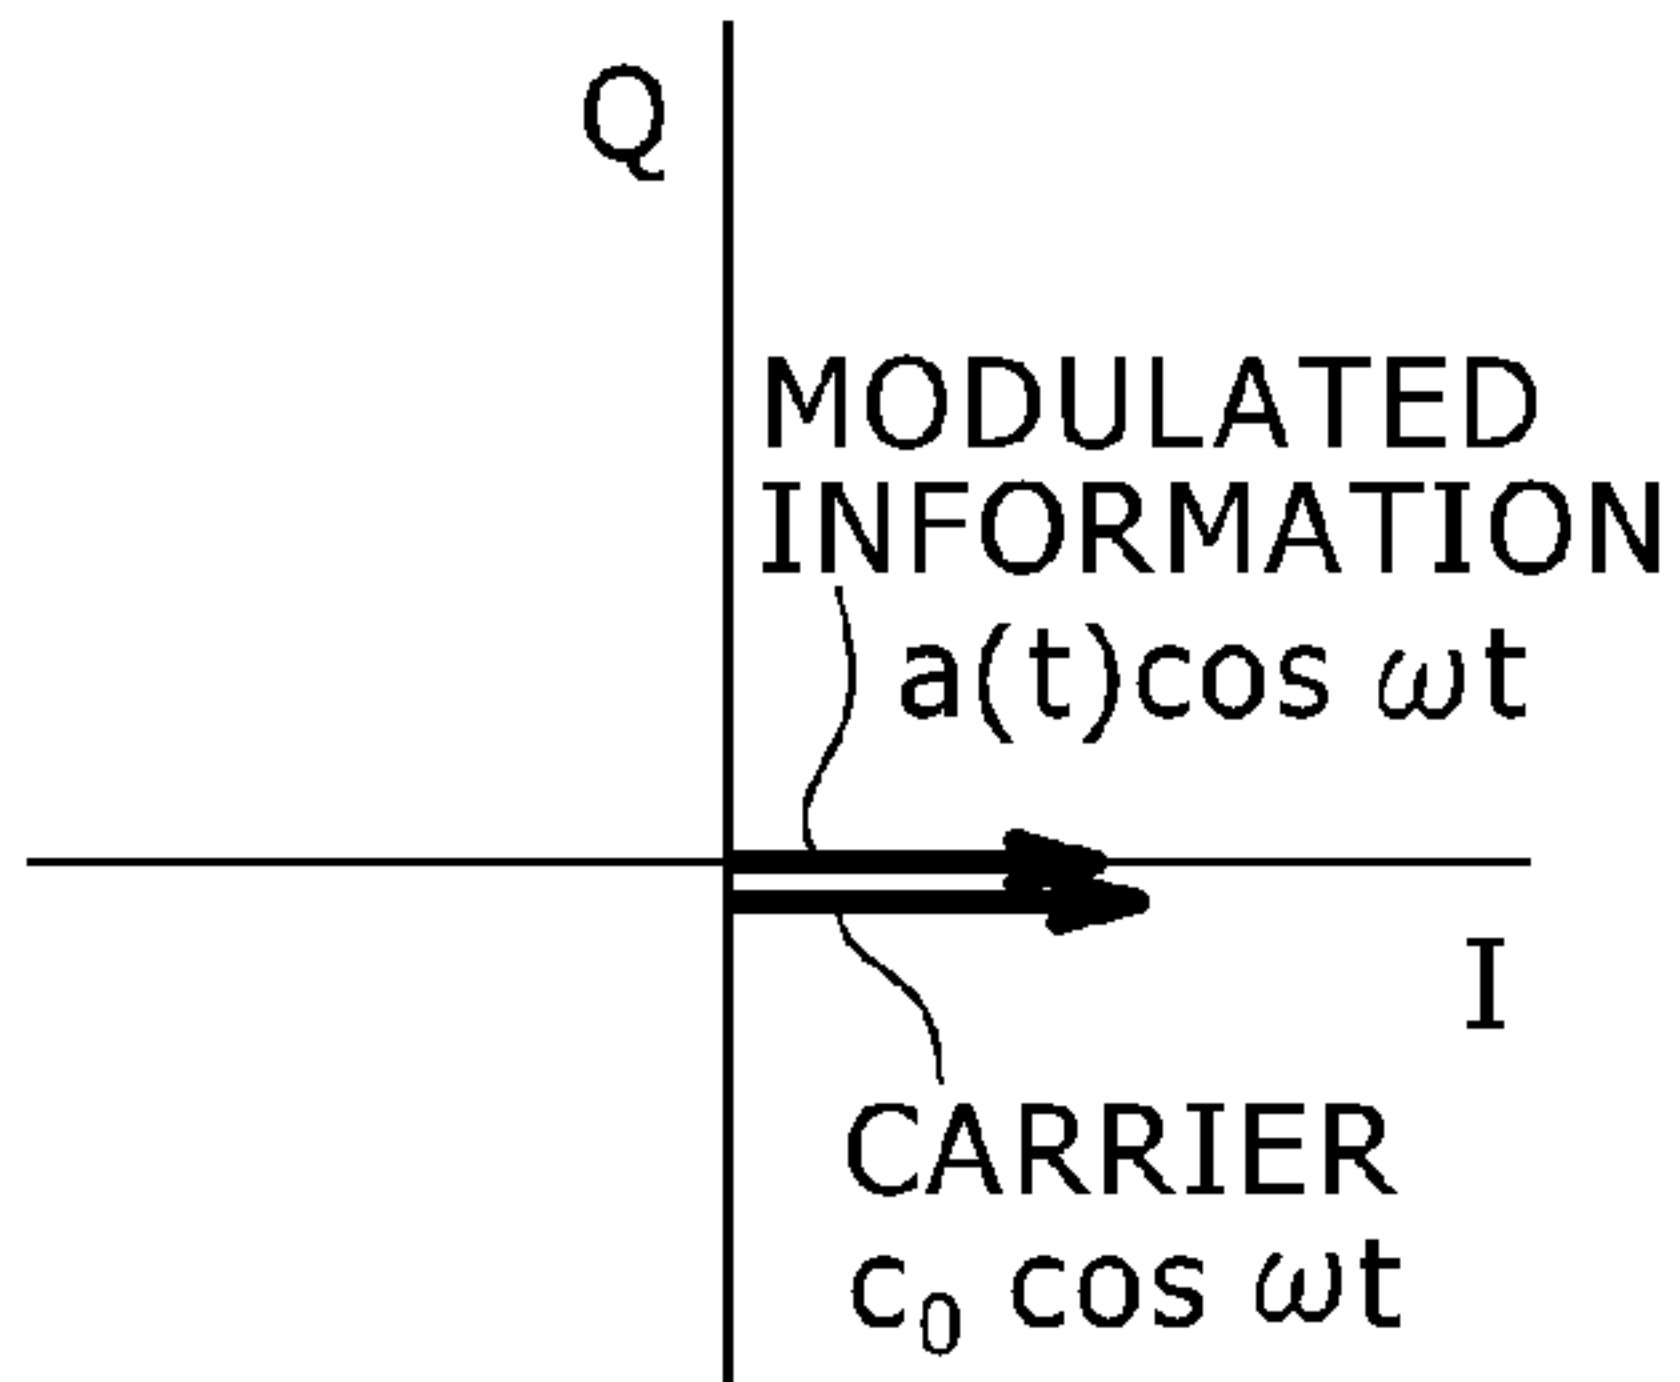 Q
MODULATED
INFORMATION
a(t)cos ωt
I
CARRIER
c₀ cos ωt